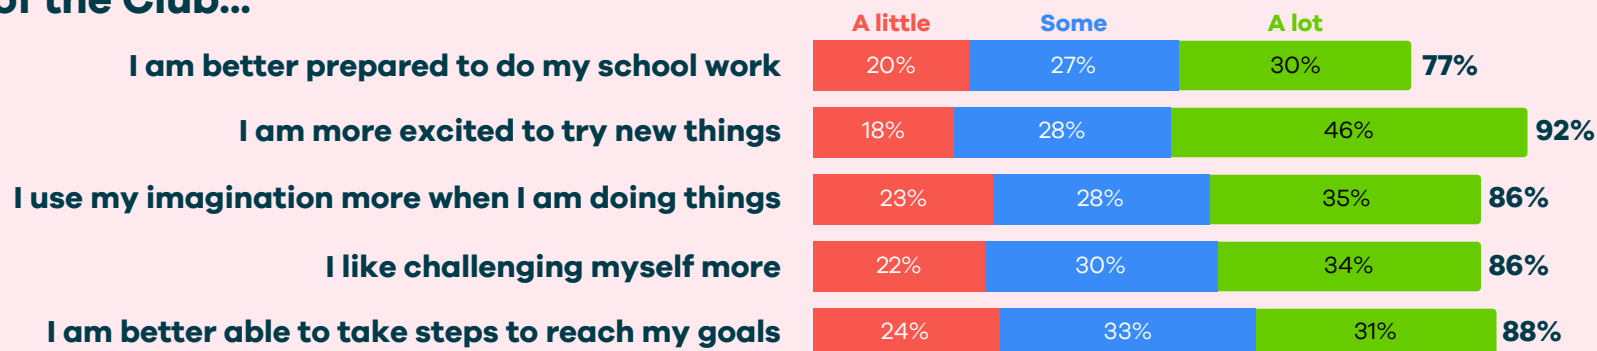 of the Club...
A little Some A lot
I am better prepared to do my school work 20% 27% 30% 77%
I am more excited to try new things 18% 28% 46% 92%
I use my imagination more when I am doing things 23% 28% 35% 86%
I like challenging myself more 22% 30% 34% 86%
I am better able to take steps to reach my goals 24% 33% 31% 88%